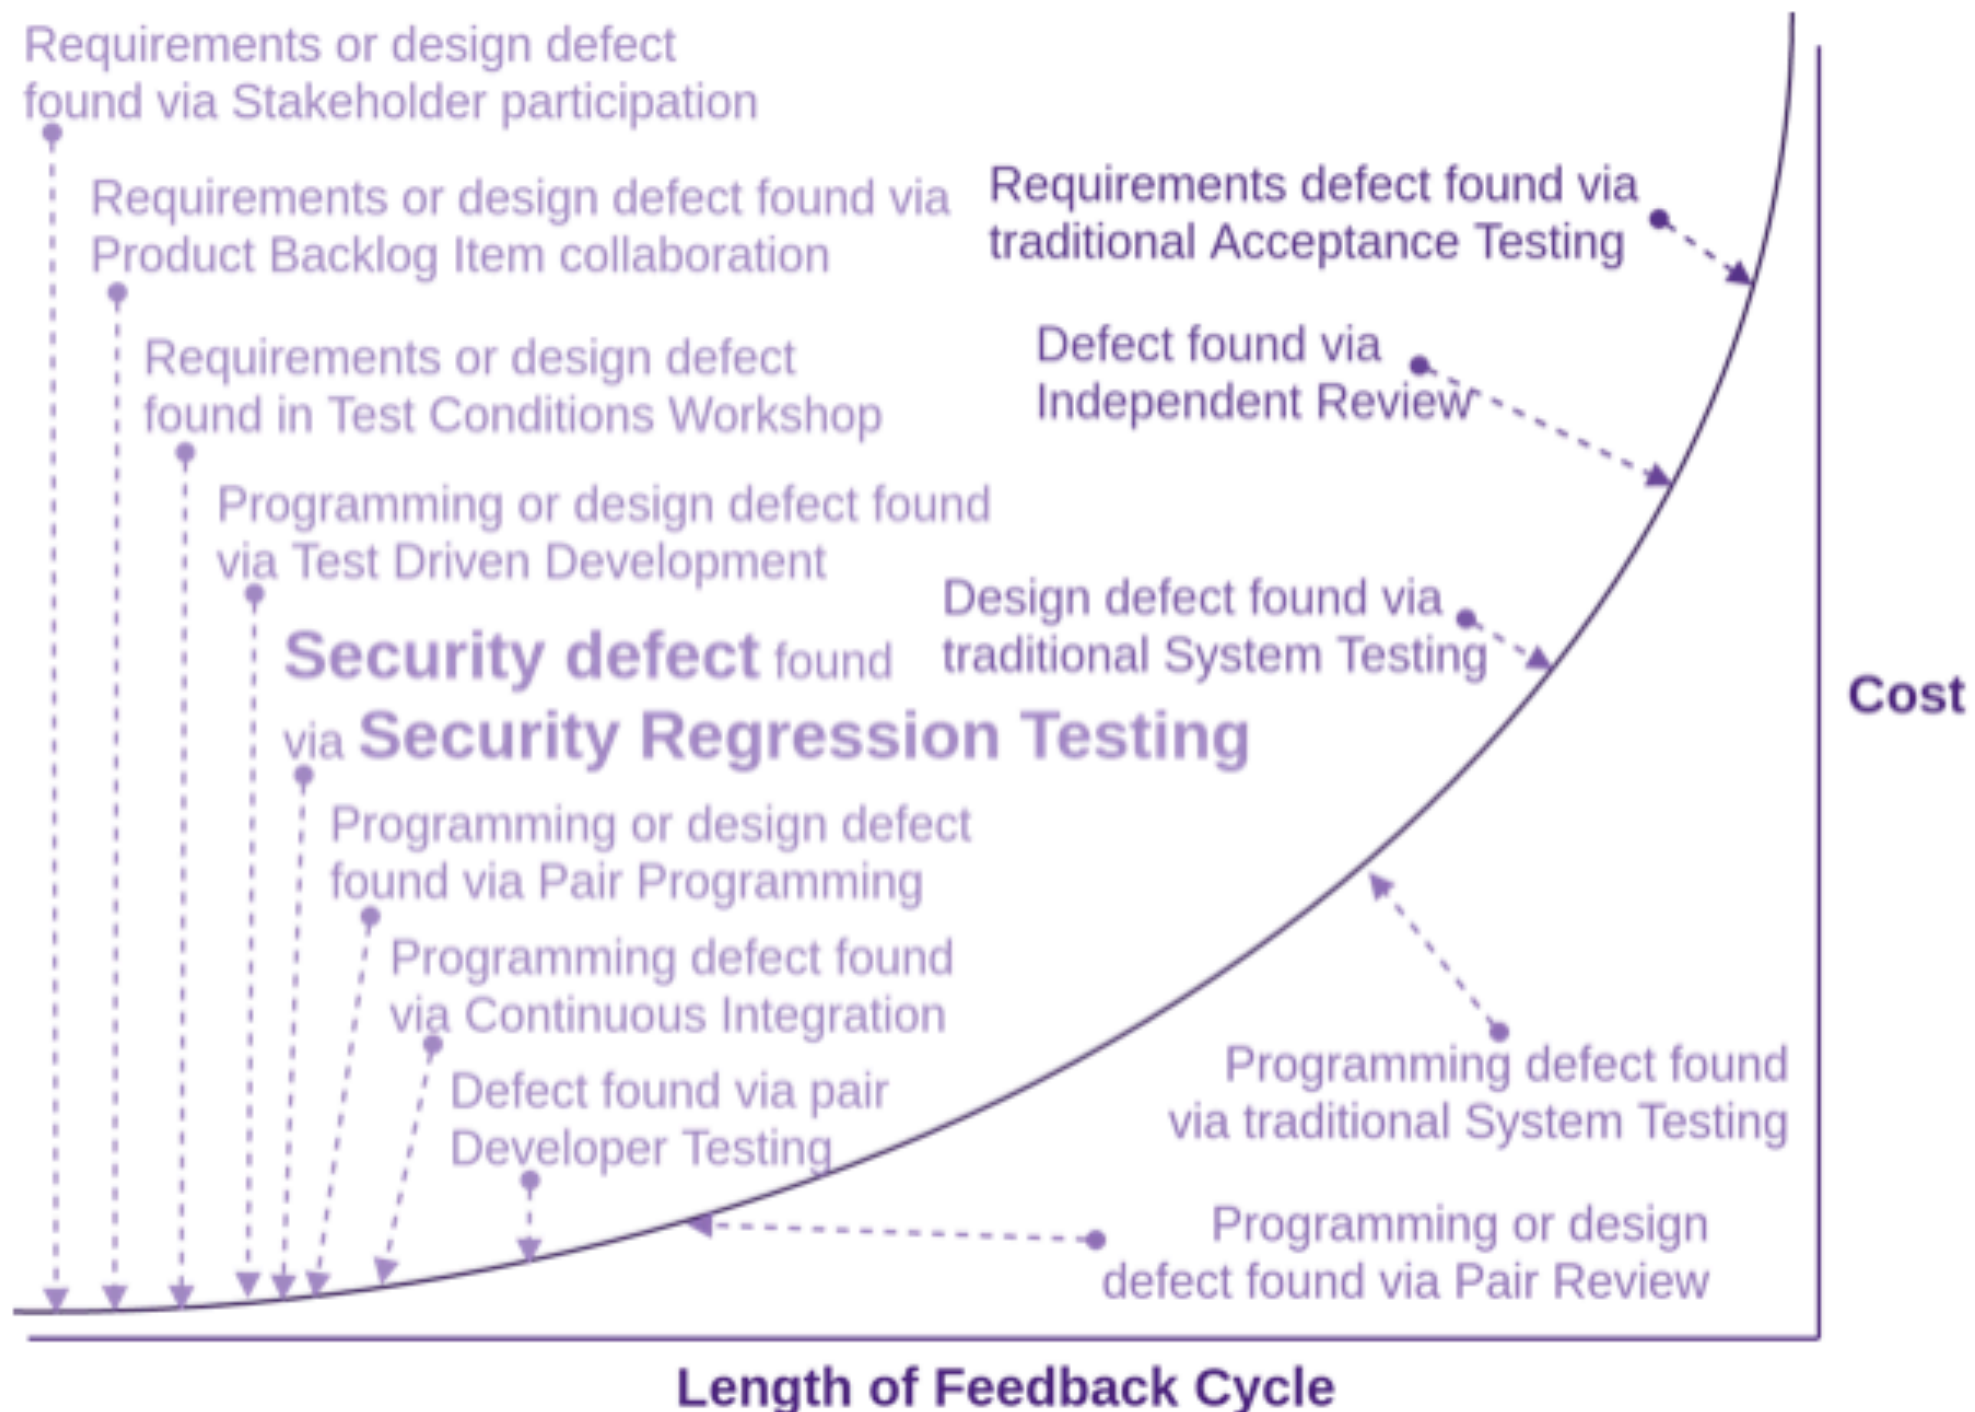 Requirements or design defect
found via Stakeholder participation
Requirements or design defect found via
Product Backlog Item collaboration
Requirements or design defect
found in Test Conditions Workshop
Programming or design defect found
via Test Driven Development
Security defect found
via Security Regression Testing
Programming or design defect
found via Pair Programming
Programming defect found
via Continuous Integration
Defect found via pair
Developer Testing
Requirements defect found via
traditional Acceptance Testing
Defect found via
Independent Review
Design defect found via
traditional System Testing
Programming defect found
via traditional System Testing
Programming or design
defect found via Pair Review
Cost
Length of Feedback Cycle